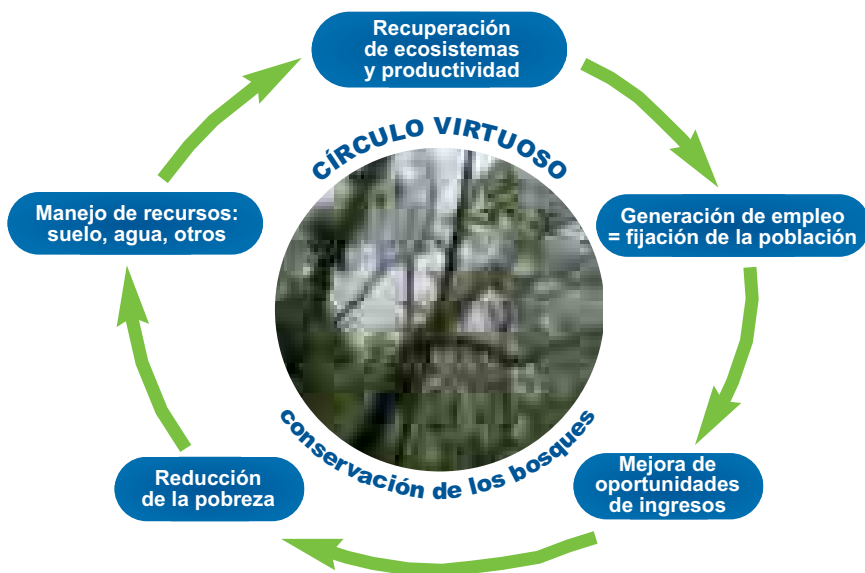 Recuperación
de ecosistemas
y productividad
CÍRCULO VIRTUOSO
Manejo de recursos:
suelo, agua, otros
Generación de empleo
= fijación de la población
conservación de los bosques
Reducción
de la pobreza
Mejora de
oportunidades
de ingresos